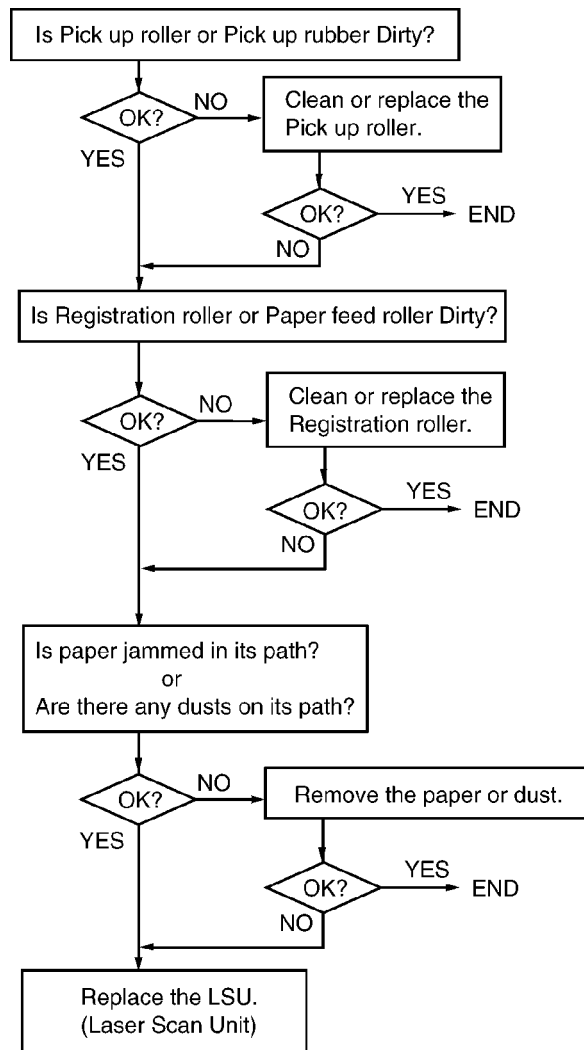 Is Pick up roller or Pick up rubber Dirty?
OK?
NO
YES
Clean or replace the
Pick up roller.
OK?
YES
END
NO
Is Registration roller or Paper feed roller Dirty?
OK?
NO
YES
Clean or replace the
Registration roller.
OK?
YES
END
NO
Is paper jammed in its path?
or
Are there any dusts on its path?
OK?
NO
YES
Remove the paper or dust.
OK?
YES
END
NO
Replace the LSU.
(Laser Scan Unit)